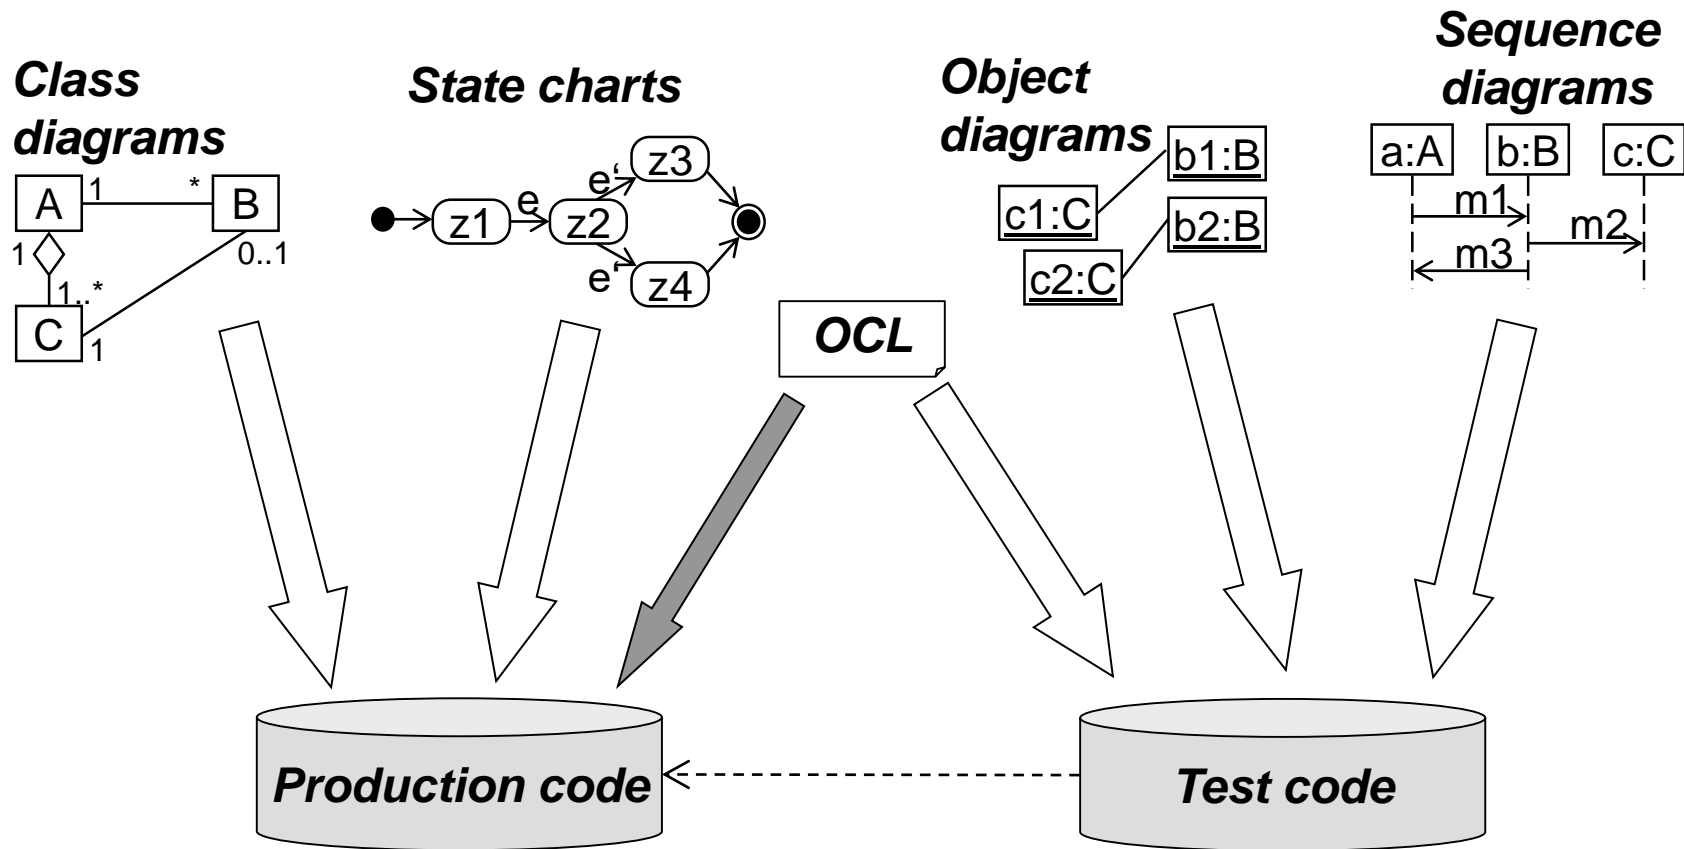 Class
diagrams
A
1
*
B
1
0..1
1..*
C
1
State charts
z1
e
z2
e‘
z3
e‘
z4
Object
diagrams
b1:B
c1:C
b2:B
c2:C
Sequence
diagrams
a:A
b:B
c:C
m1
m2
m3
OCL
Production code
Test code